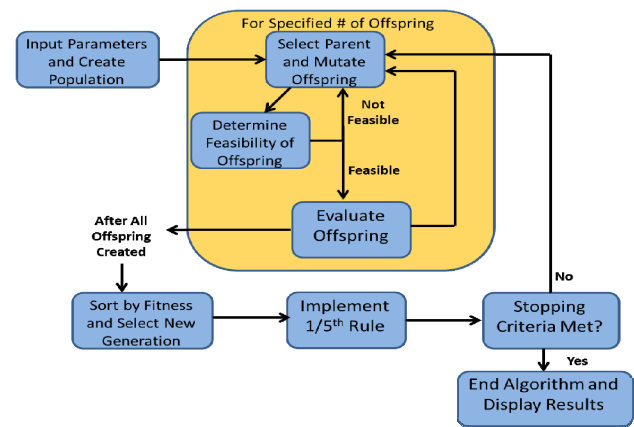 For Specified # of Offspring
Input Parameters
and Create
Population
Select Parent
and Mutate
Offspring
Not
Feasible
Determine
Feasibility of
Offspring
Feasible
Evaluate
Offspring
After All
Offspring
Created
No
Sort by Fitness
and Select New
Generation
Implement
1/5th Rule
Stopping
Criteria Met?
Yes
End Algorithm and
Display Results